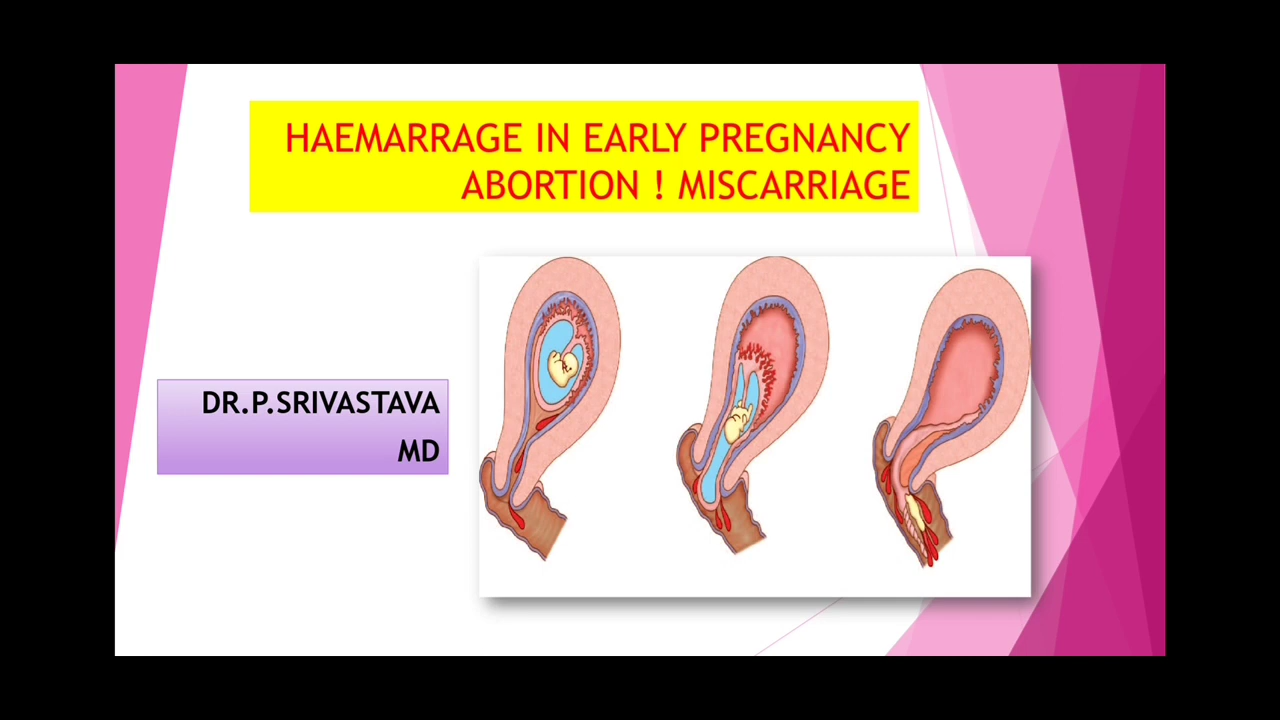 HAEMARRAGE IN EARLY PREGNANCY
ABORTION ! MISCARRIAGE
DR.P.SRIVASTAVA
MD